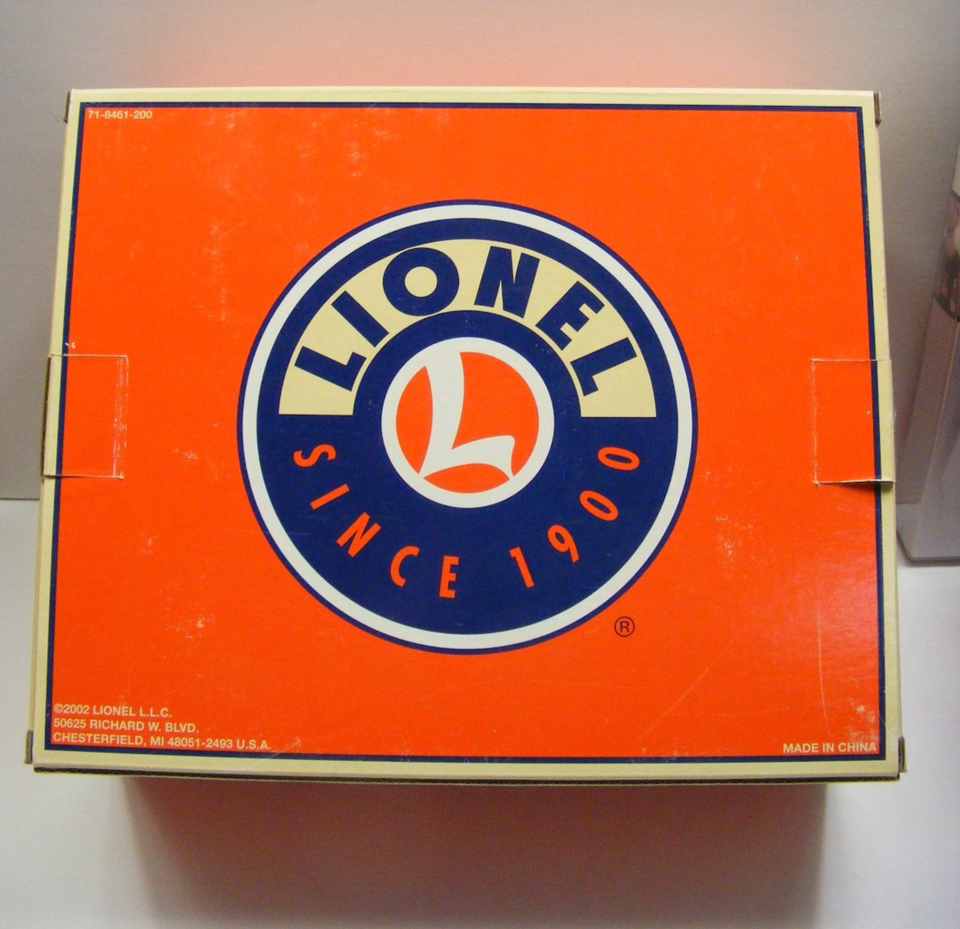 71-8461-200
LIONEL
L
SINCE 1900
®
©2002 LIONEL L.L.C.
50625 RICHARD W. BLVD.
CHESTERFIELD, MI 48051-2493 U.S.A.
MADE IN CHINA